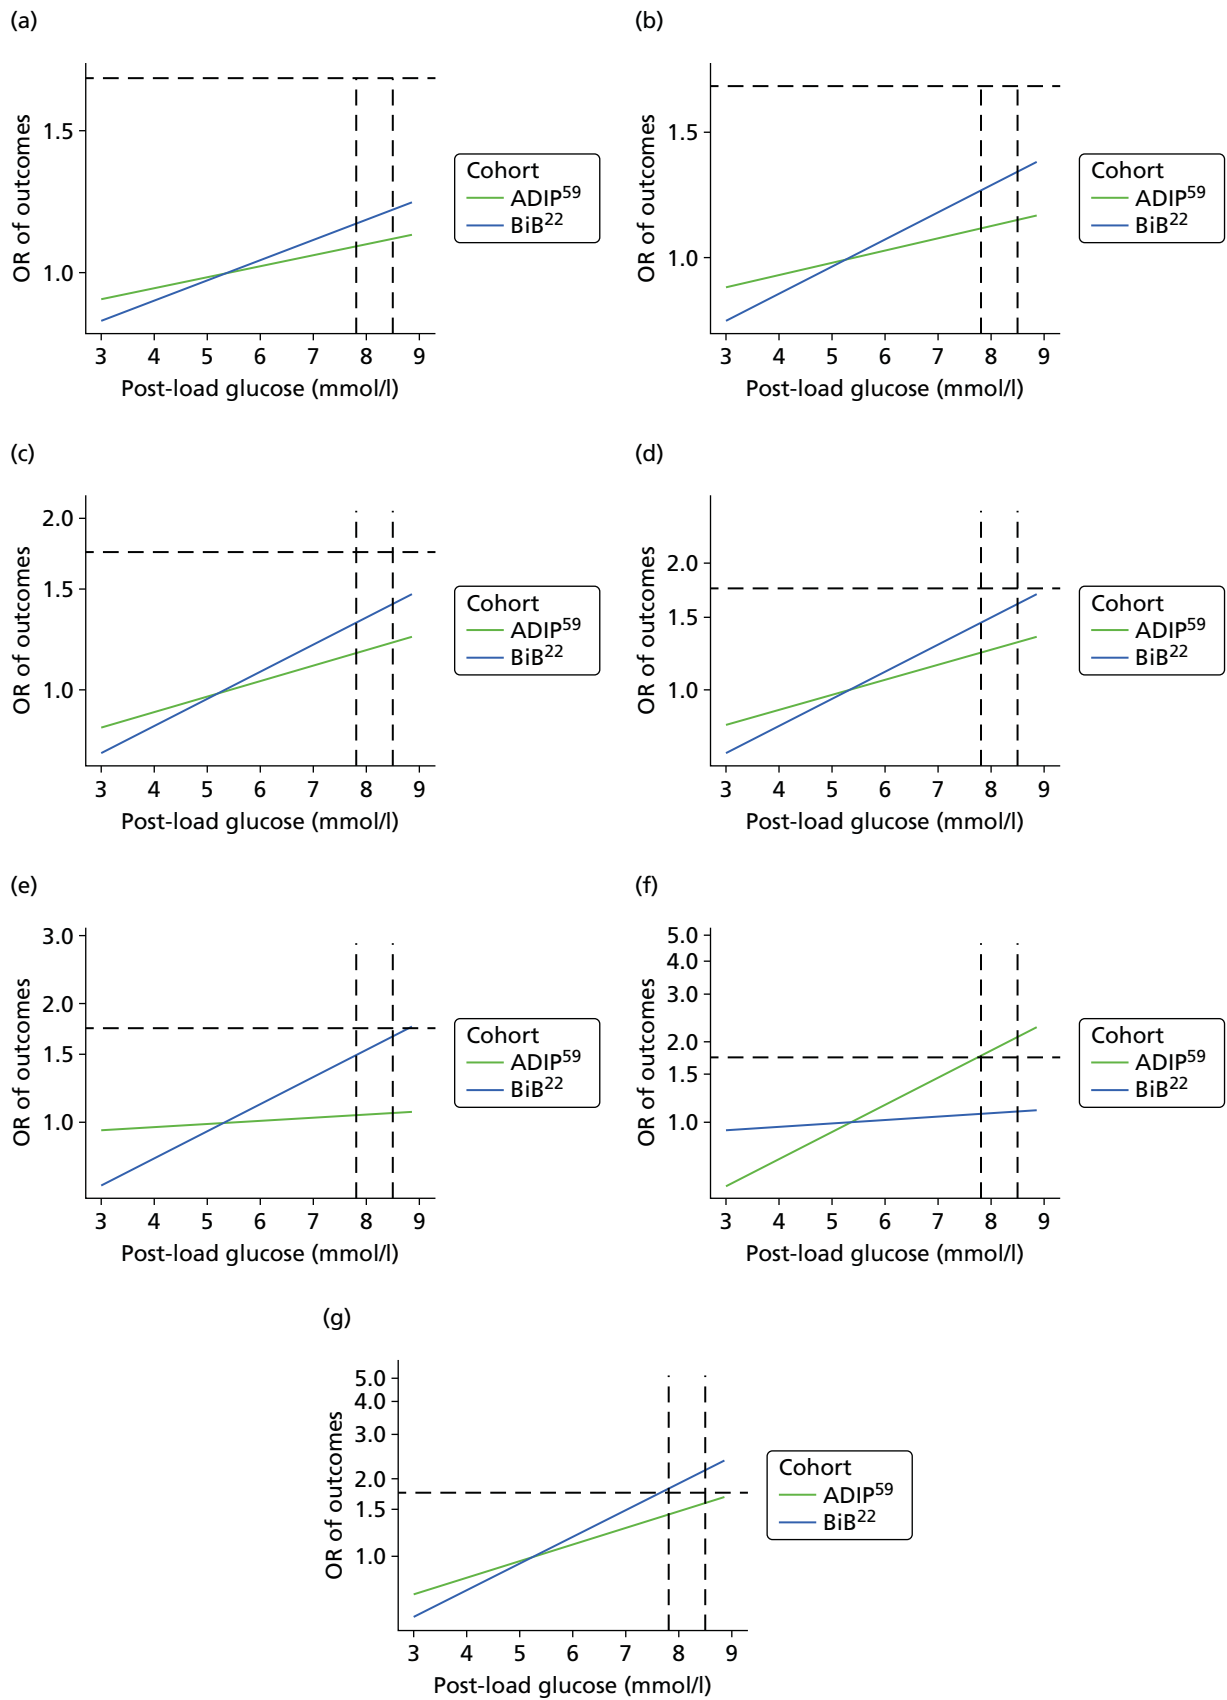 (a)
OR of outcomes
1.5
1.0
3 4 5 6 7 8 9
Post-load glucose (mmol/l)
Cohort
ADIP59
BiB22
(b)
OR of outcomes
1.5
1.0
3 4 5 6 7 8 9
Post-load glucose (mmol/l)
Cohort
ADIP59
BiB22
(c)
OR of outcomes
2.0
1.5
1.0
3 4 5 6 7 8 9
Post-load glucose (mmol/l)
Cohort
ADIP59
BiB22
(d)
OR of outcomes
2.0
1.5
1.0
3 4 5 6 7 8 9
Post-load glucose (mmol/l)
Cohort
ADIP59
BiB22
(e)
OR of outcomes
3.0
2.0
1.5
1.0
3 4 5 6 7 8 9
Post-load glucose (mmol/l)
Cohort
ADIP59
BiB22
(f)
OR of outcomes
5.0
4.0
3.0
2.0
1.5
1.0
3 4 5 6 7 8 9
Post-load glucose (mmol/l)
Cohort
ADIP59
BiB22
(g)
OR of outcomes
5.0
4.0
3.0
2.0
1.5
1.0
3 4 5 6 7 8 9
Post-load glucose (mmol/l)
Cohort
ADIP59
BiB22